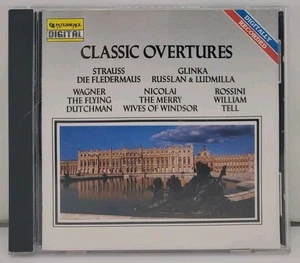 DIGITAL
DIGITALLY
RECORDED
CLASSIC OVERTURES
STRAUSS
DIE FLEDERMAUS
GLINKA
RUSSLAN & LUDMILLA
WAGNER
THE FLYING
DUTCHMAN
NICOLAI
THE MERRY
WIVES OF WINDSOR
ROSSINI
WILLIAM
TELL